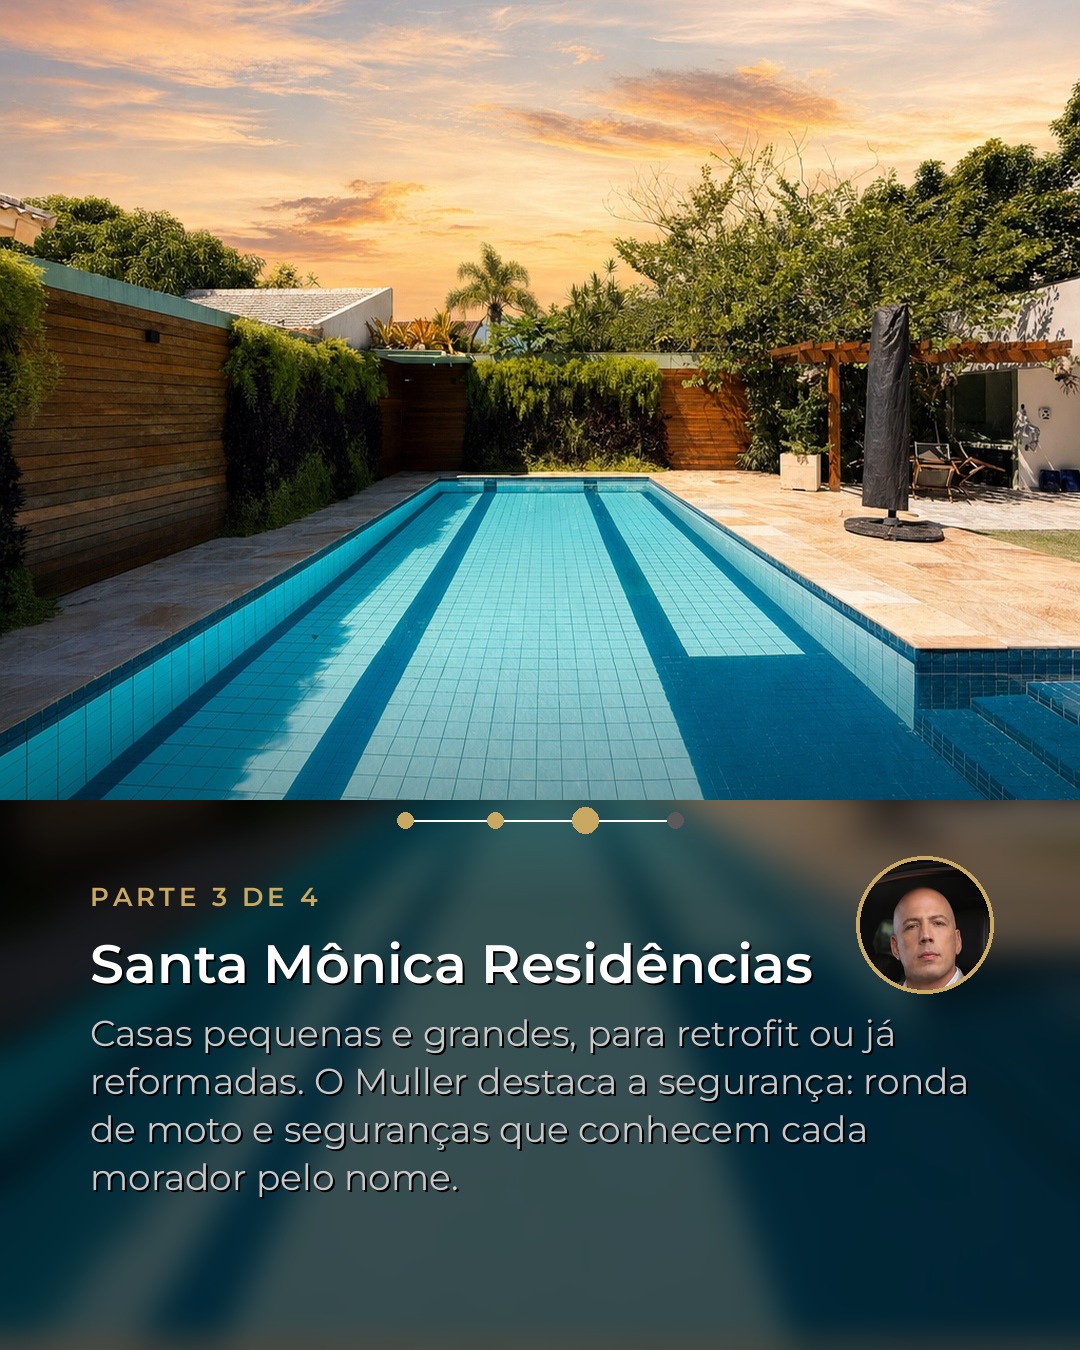 PARTE 3 DE 4
Santa Mônica Residências
Casas pequenas e grandes, para retrofit ou já
reformadas. O Muller destaca a segurança: ronda
de moto e seguranças que conhecem cada
morador pelo nome.